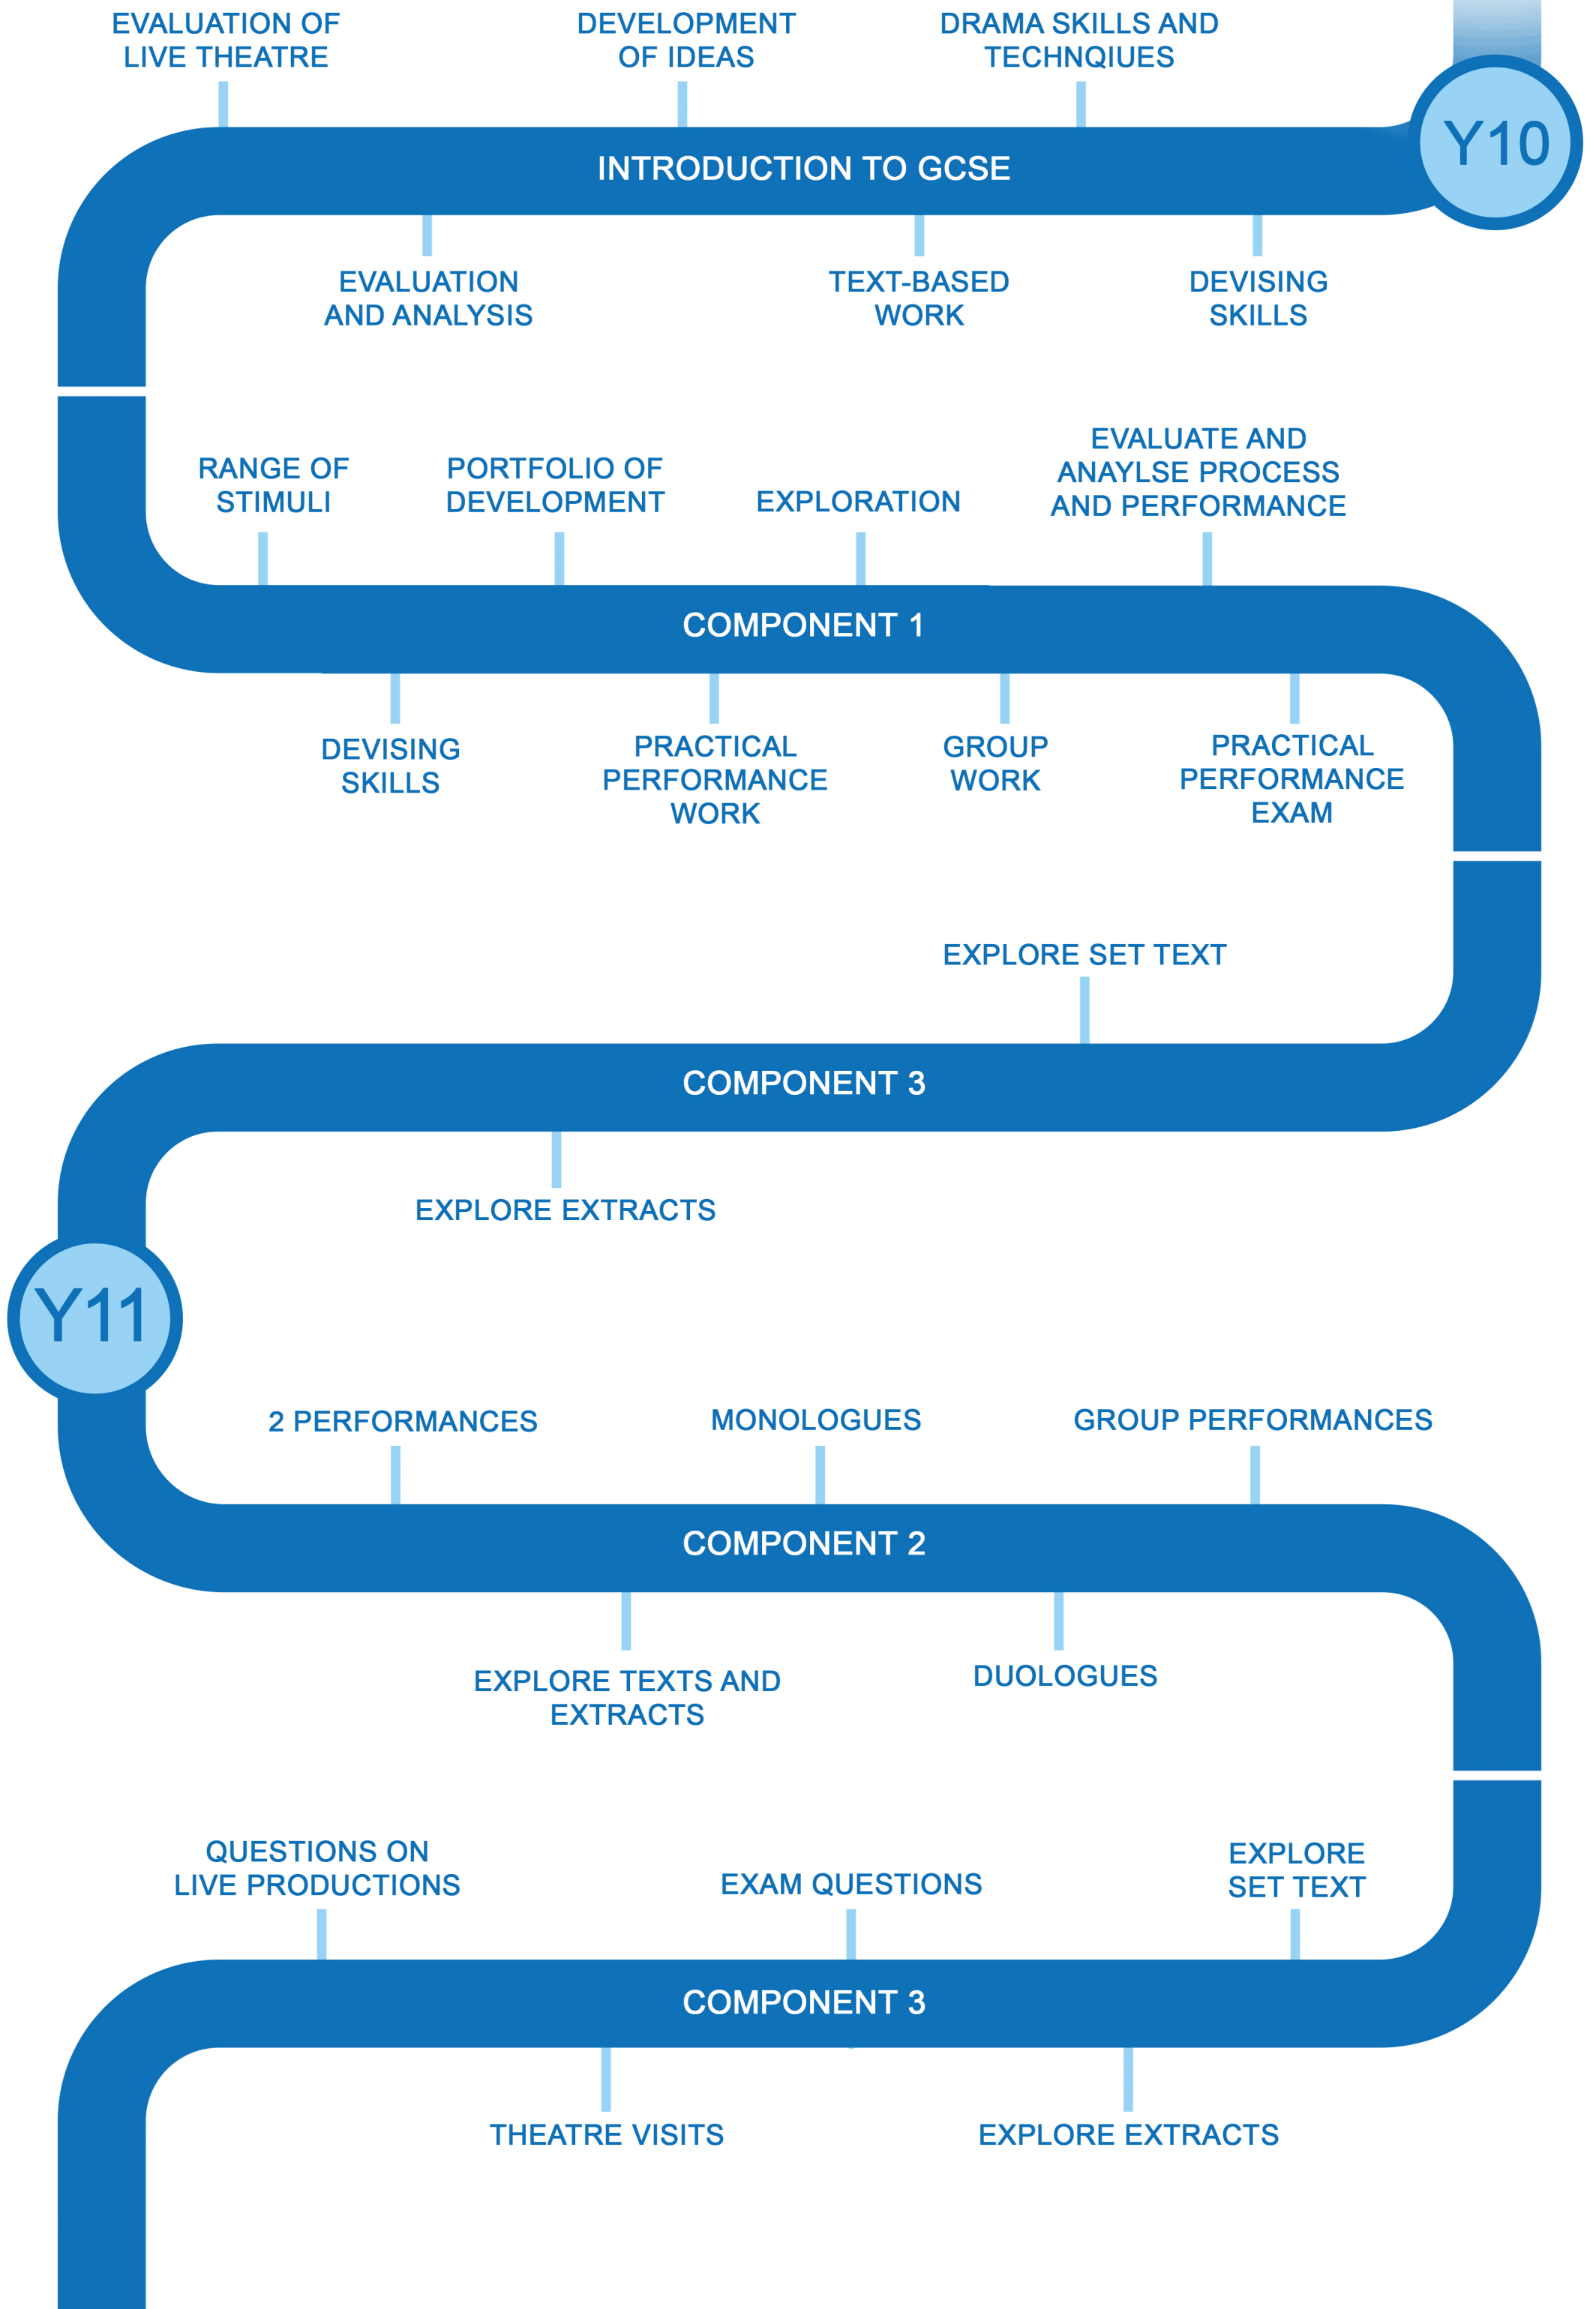 EVALUATION OF
LIVE THEATRE
DEVELOPMENT
OF IDEAS
DRAMA SKILLS AND
TECHNQIUES
Y10
INTRODUCTION TO GCSE
EVALUATION
AND ANALYSIS
TEXT-BASED
WORK
DEVISING
SKILLS
RANGE OF
STIMULI
PORTFOLIO OF
DEVELOPMENT
EXPLORATION
EVALUATE AND
ANAYLSE PROCESS
AND PERFORMANCE
COMPONENT 1
DEVISING
SKILLS
PRACTICAL
PERFORMANCE
WORK
GROUP
WORK
PRACTICAL
PERFORMANCE
EXAM
EXPLORE SET TEXT
COMPONENT 3
EXPLORE EXTRACTS
Y11
2 PERFORMANCES
MONOLOGUES
GROUP PERFORMANCES
COMPONENT 2
EXPLORE TEXTS AND
EXTRACTS
DUOLOGUES
QUESTIONS ON
LIVE PRODUCTIONS
EXAM QUESTIONS
EXPLORE
SET TEXT
COMPONENT 3
THEATRE VISITS
EXPLORE EXTRACTS